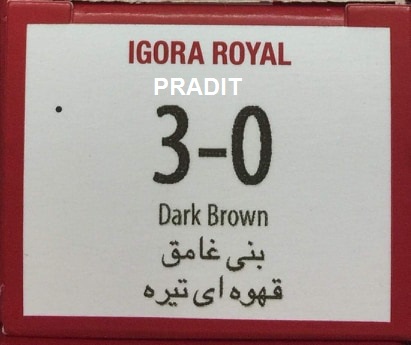 IGORA ROYAL
PRADIT
3-0
Dark Brown
بنی غامق
قهوه ای تیره